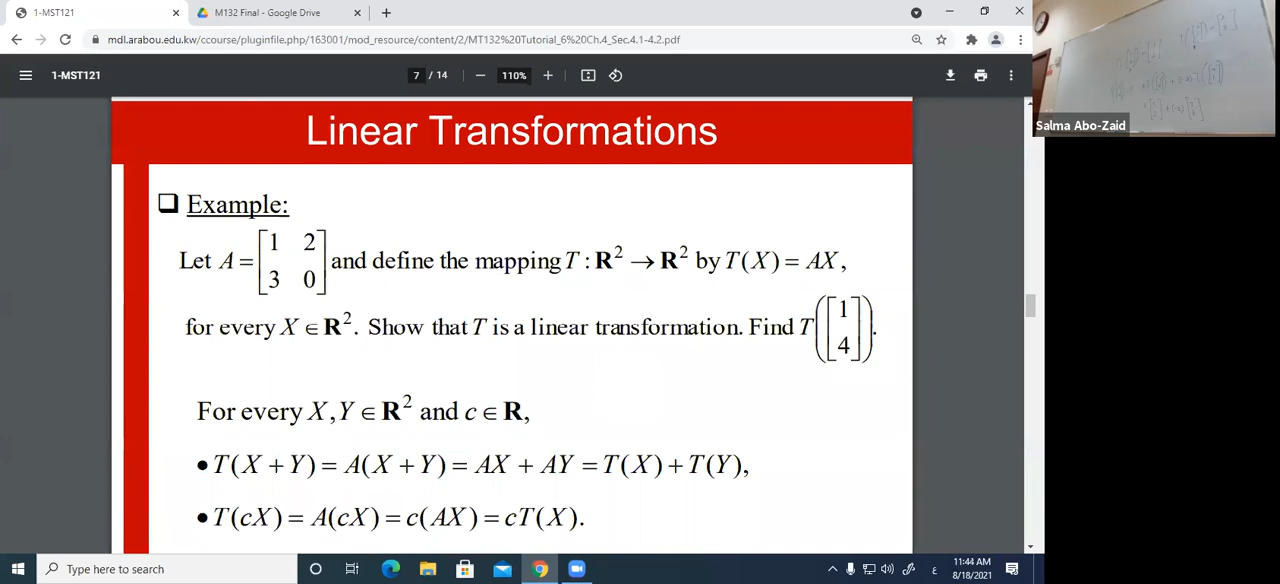 1-MST121
M132 Final - Google Drive
mdl.arabou.edu.kw/ccourse/pluginfile.php/163001/mod_resource/content/2/MT132%20Tutorial_6%20Ch.4_Sec.4.1-4.2.pdf
1-MST121
7 / 14
110%
Salma Abo-Zaid
Linear Transformations
Example:
Let A = [1 2; 3 0] and define the mapping T : R² → R² by T(X) = AX,
for every X ∈ R². Show that T is a linear transformation. Find T([1; 4]).
For every X, Y ∈ R² and c ∈ R,
• T(X + Y) = A(X + Y) = AX + AY = T(X) + T(Y),
• T(cX) = A(cX) = c(AX) = cT(X).
Type here to search
ع
11:44 AM
8/18/2021